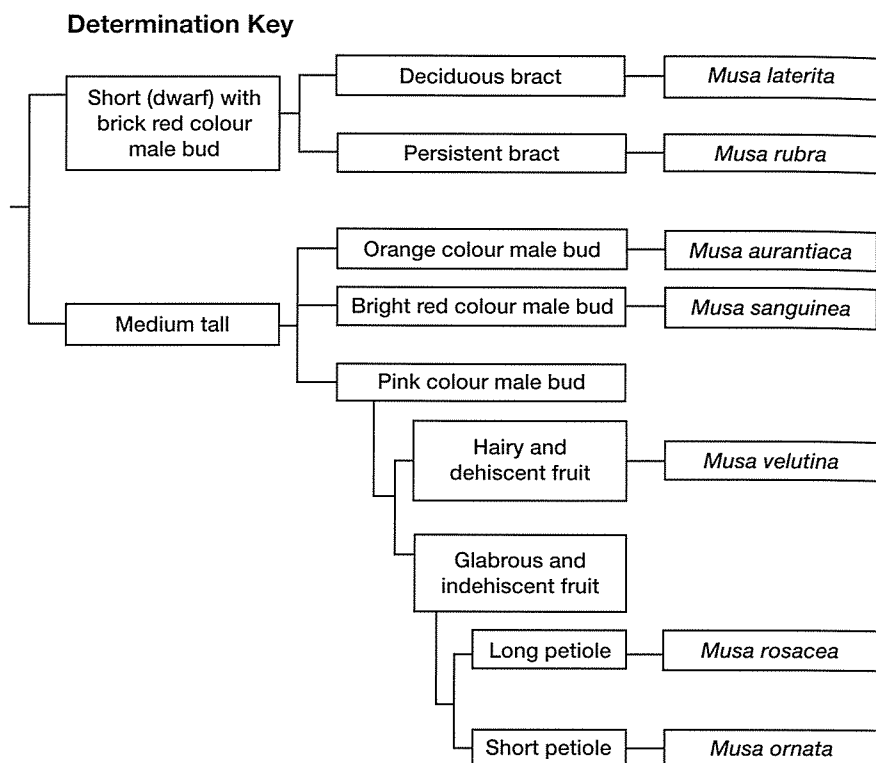 Determination Key
Short (dwarf) with
brick red colour
male bud
Deciduous bract
Musa laterita
Persistent bract
Musa rubra
Medium tall
Orange colour male bud
Musa aurantiaca
Bright red colour male bud
Musa sanguinea
Pink colour male bud
Hairy and
dehiscent fruit
Musa velutina
Glabrous and
indehiscent fruit
Long petiole
Musa rosacea
Short petiole
Musa ornata